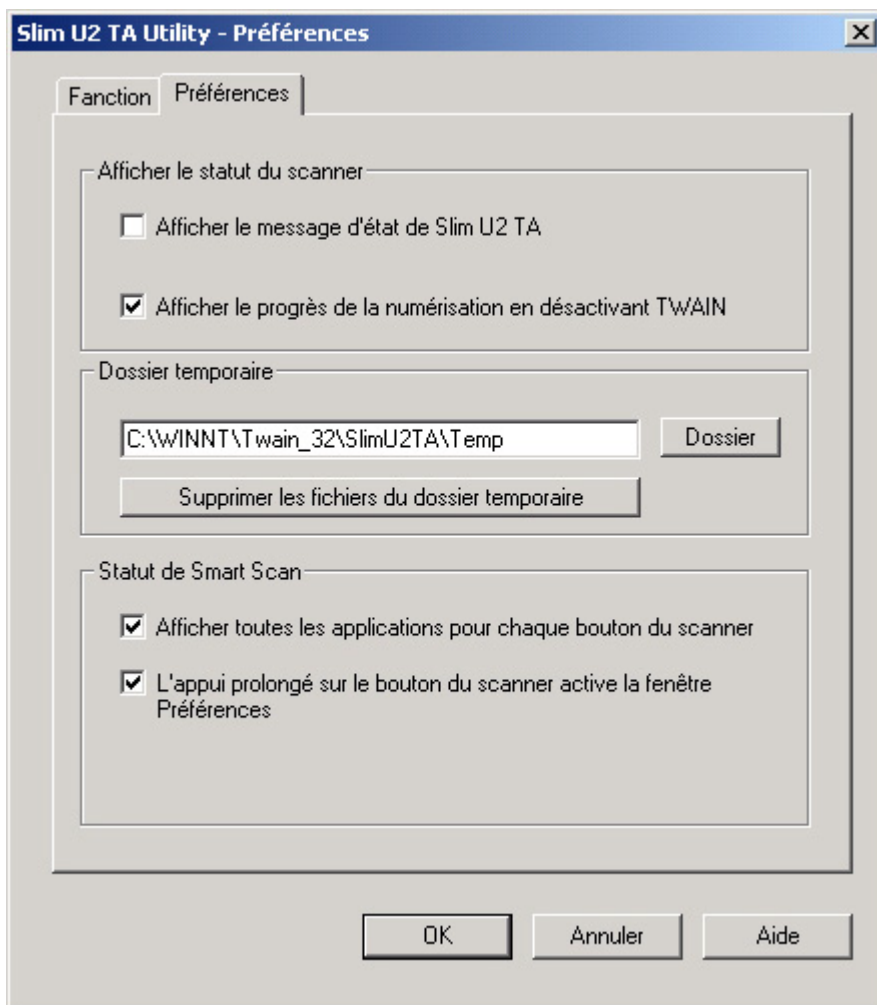 Slim U2 TA Utility - Préférences
Fanction
Préférences
Afficher le statut du scanner
Afficher le message d'état de Slim U2 TA
Afficher le progrès de la numérisation en désactivant TWAIN
Dossier temporaire
C:\WINNT\Twain_32\SlimU2TA\Temp
Dossier
Supprimer les fichiers du dossier temporaire
Statut de Smart Scan
Afficher toutes les applications pour chaque bouton du scanner
L'appui prolongé sur le bouton du scanner active la fenêtre
Préférences
OK
Annuler
Aide